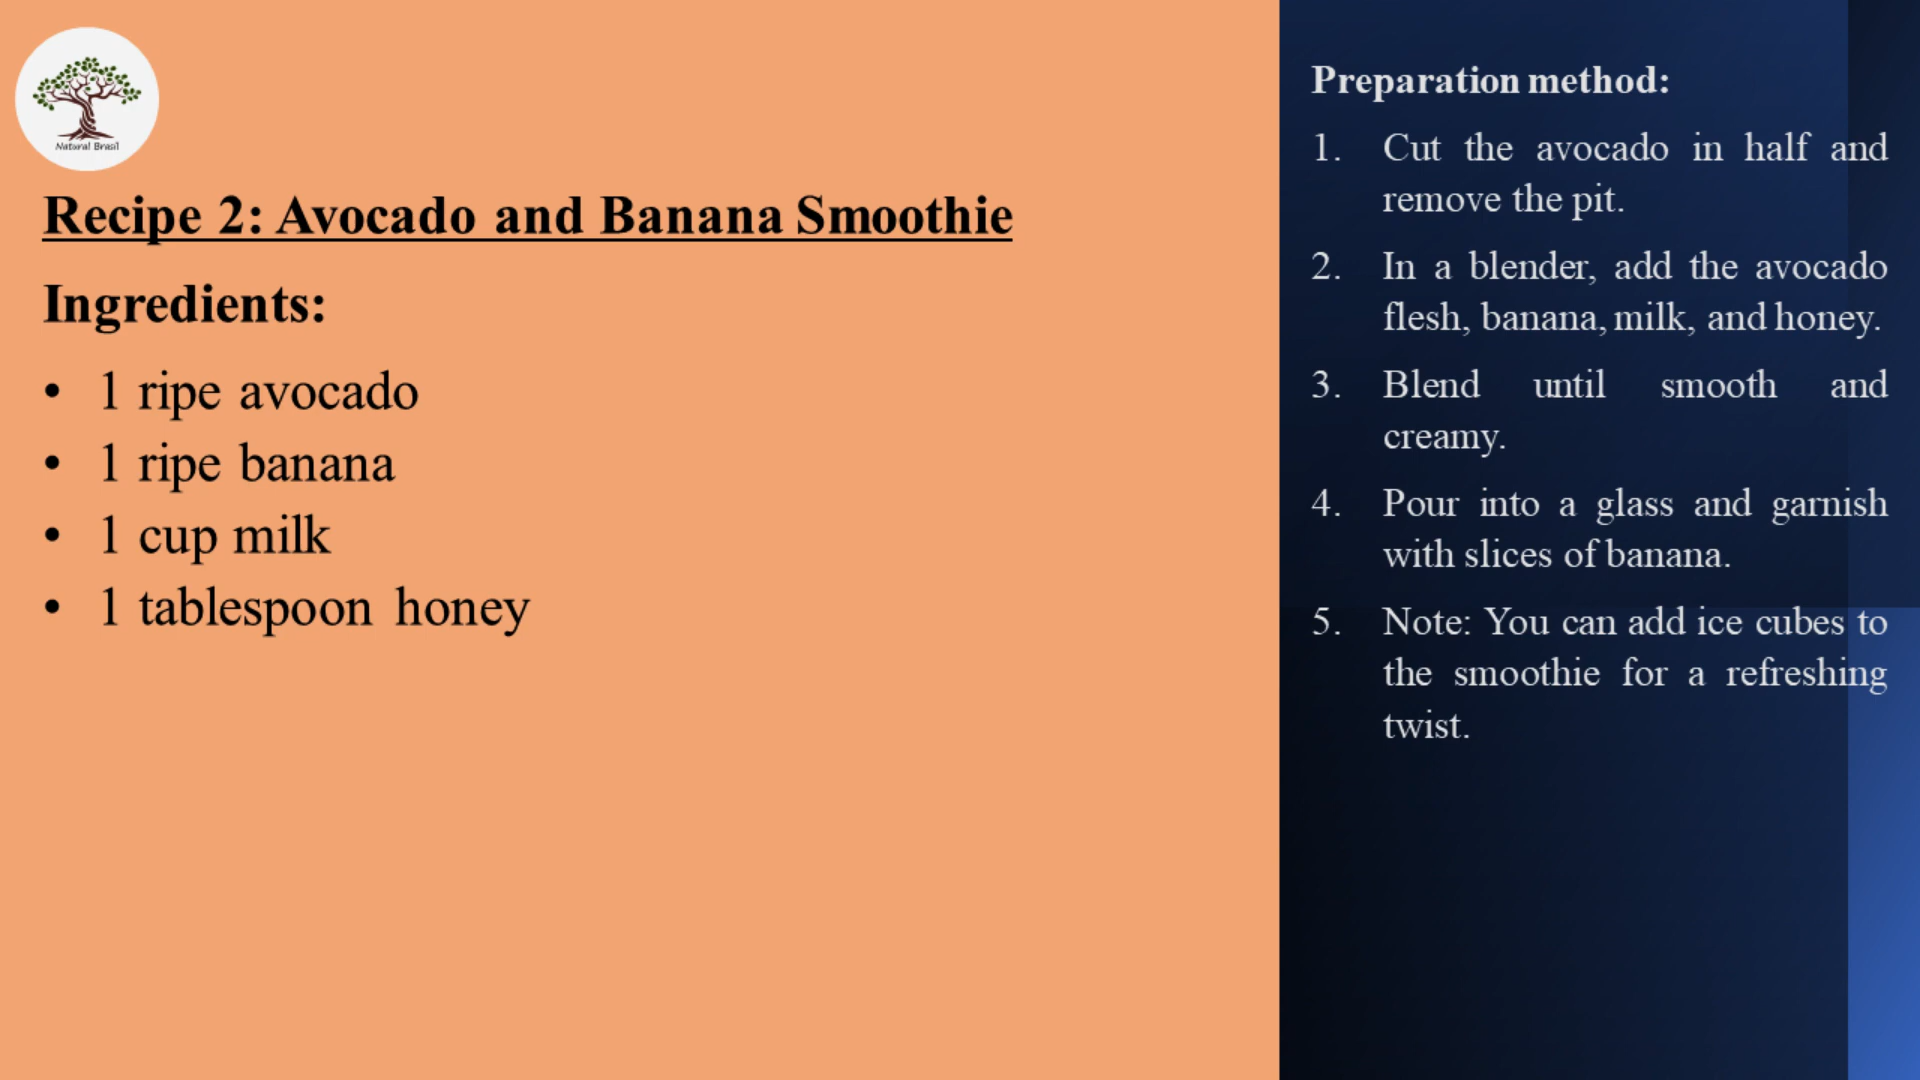 Natural Brasil
Recipe 2: Avocado and Banana Smoothie
Ingredients:
• 1 ripe avocado
• 1 ripe banana
• 1 cup milk
• 1 tablespoon honey
Preparation method:
1. Cut the avocado in half and
remove the pit.
2. In a blender, add the avocado
flesh, banana, milk, and honey.
3. Blend until smooth and
creamy.
4. Pour into a glass and garnish
with slices of banana.
5. Note: You can add ice cubes to
the smoothie for a refreshing
twist.